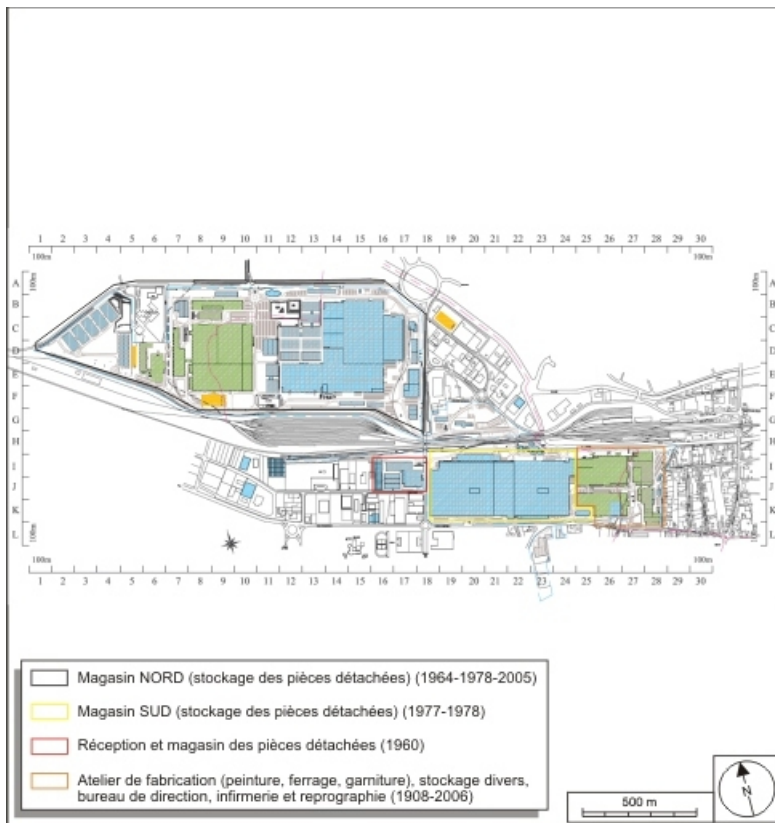 1 2 3 4 5 6 7 8 9 10 11 12 13 14 15 16 17 18 19 20 21 22 23 24 25 26 27 28 29 30
100m 100m
100m 100m
A A
B B
C C
D D
E E
F F
G G
H H
I I
J J
K K
L L
100m 100m
100m 100m
1 2 3 4 5 6 7 8 9 10 11 12 13 14 15 16 17 18 19 20 21 22 23 24 25 26 27 28 29 30
Magasin NORD (stockage des pièces détachées) (1964-1978-2005)
Magasin SUD (stockage des pièces détachées) (1977-1978)
Réception et magasin des pièces détachées (1960)
Atelier de fabrication (peinture, ferrage, garniture), stockage divers,
bureau de direction, infirmerie et reprographie (1908-2006)
500 m
N